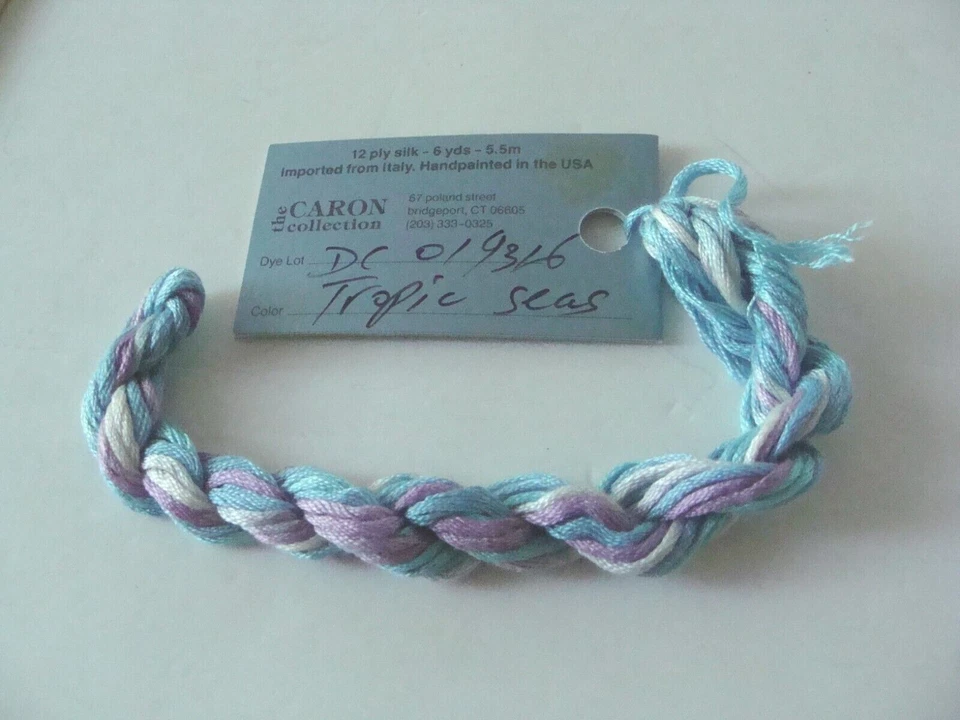 12 ply silk - 6 yds - 5.5m
Imported from Italy. Handpainted in the USA
the CARON collection
67 poland street
bridgeport, CT 06605
(203) 333-0325
Dye Lot DC 019316
Color Tropic seas